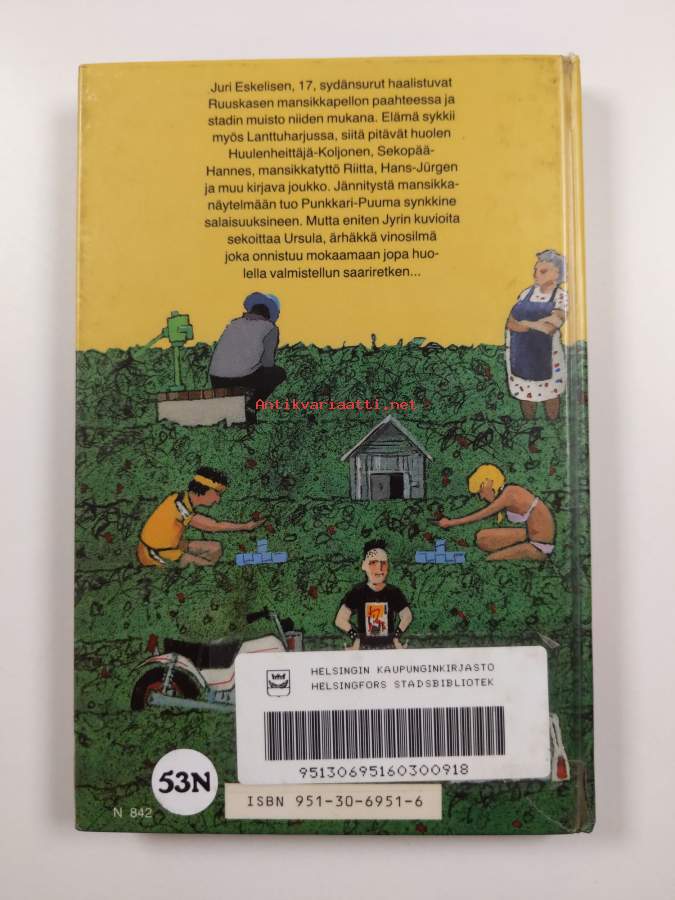 Juri Eskelisen, 17, sydänsurut haalistuvat
Ruuskasen mansikkapellon paahteessa ja
stadin muisto niiden mukana. Elämä sykkii
myös Lanttuharjussa, siitä pitävät huolen
Huulenheittäjä-Koljonen, Sekopää-
Hannes, mansikkatyttö Riitta, Hans-Jürgen
ja muu kirjava joukko. Jännitystä mansikka-
näytelmään tuo Punkkari-Puuma synkkine
salaisuuksineen. Mutta eniten Jyrin kuvioita
sekoittaa Ursula, ärhäkkä vinosilmä
joka onnistuu mokaamaan jopa huo-
lella valmistellun saariretken...
Antikvariaatti.net
HELSINGIN KAUPUNGINKIRJASTO
HELSINGFORS STADSBIBLIOTEK
95130695160300918
53N
ISBN 951-30-6951-6
N 842